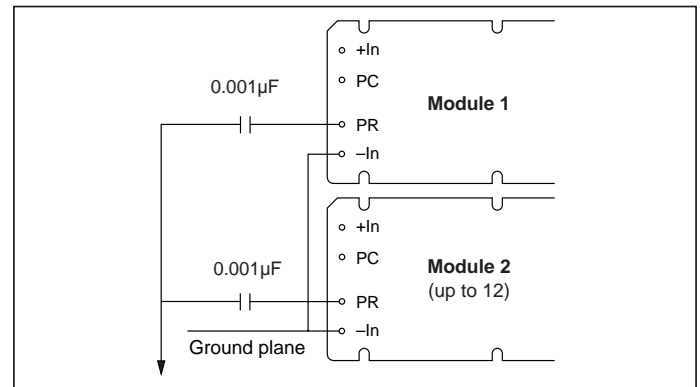 +In
PC
0.001µF
Module 1
PR
–In
+In
PC
0.001µF
Module 2
(up to 12)
PR
–In
Ground plane